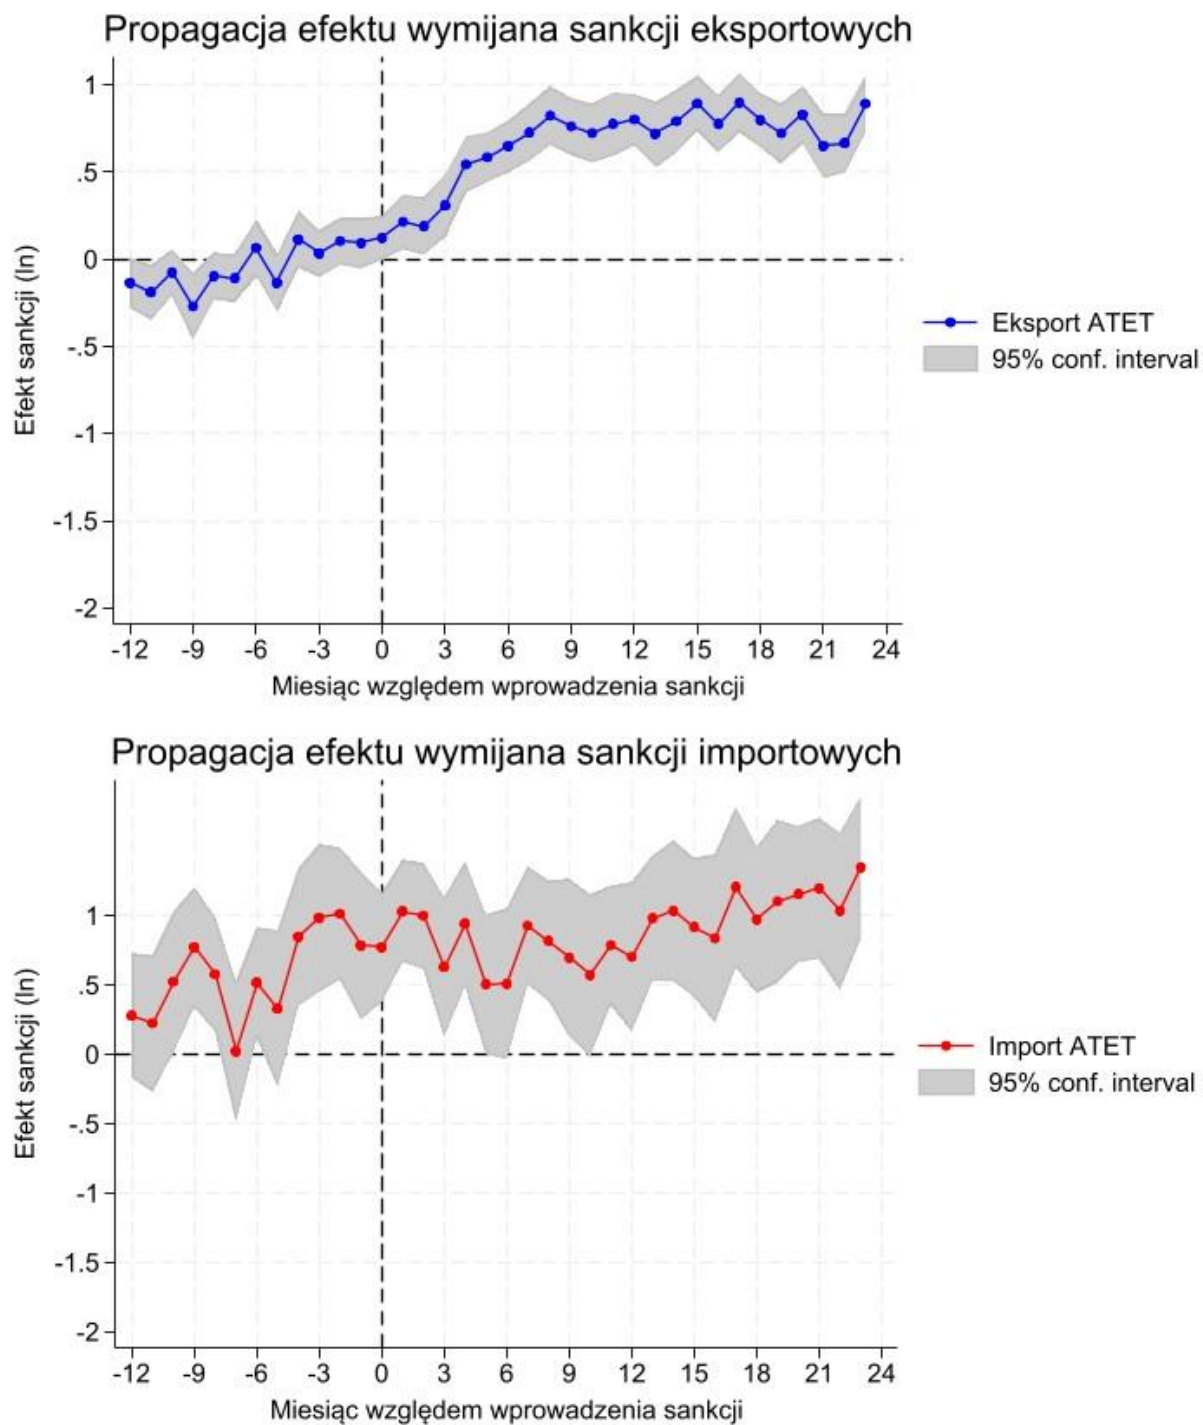 Propagacja efektu wymijana sankcji eksportowych
1
.5
0
-.5
-1
-1.5
-2
Efekt sankcji (ln)
-12 -9 -6 -3 0 3 6 9 12 15 18 21 24
Miesiąc względem wprowadzenia sankcji
Eksport ATET
95% conf. interval
Propagacja efektu wymijana sankcji importowych
1
.5
0
-.5
-1
-1.5
-2
Efekt sankcji (ln)
-12 -9 -6 -3 0 3 6 9 12 15 18 21 24
Miesiąc względem wprowadzenia sankcji
Import ATET
95% conf. interval